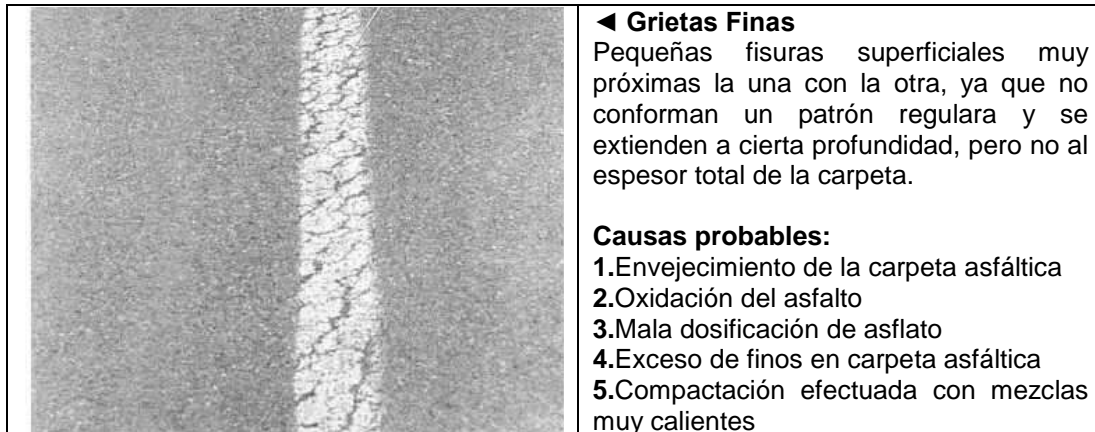 ◄ Grietas Finas
Pequeñas fisuras superficiales muy
próximas la una con la otra, ya que no
conforman un patrón regulara y se
extienden a cierta profundidad, pero no al
espesor total de la carpeta.
Causas probables:
1.Envejecimiento de la carpeta asfáltica
2.Oxidación del asfalto
3.Mala dosificación de asflato
4.Exceso de finos en carpeta asfáltica
5.Compactación efectuada con mezclas
muy calientes